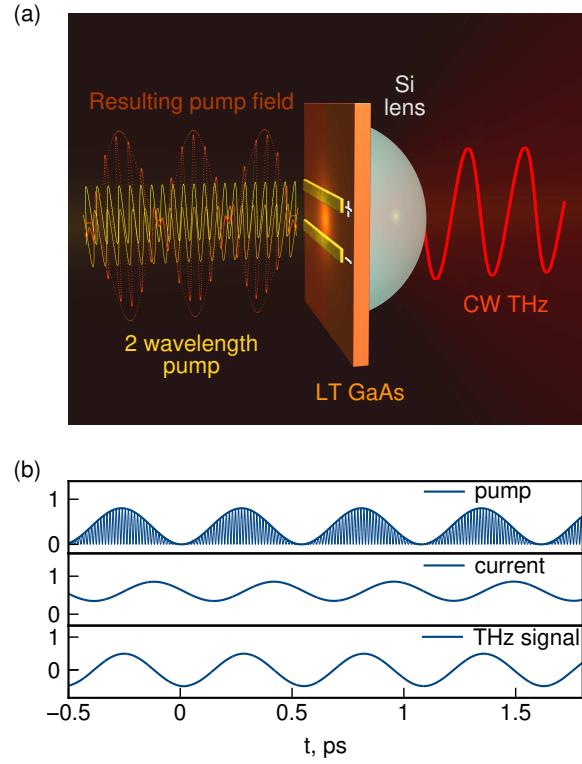 (a)
Resulting pump field
Si
lens
2 wavelength
pump
CW THz
LT GaAs
+
-
(b)
1
0
pump
1
0
current
1
0
THz signal
−0.5
0
0.5
1
1.5
t, ps